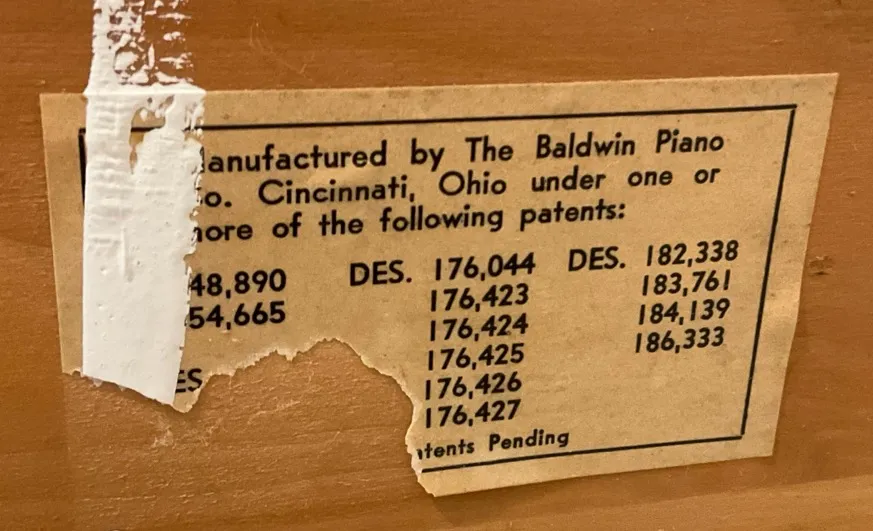 anufactured by The Baldwin Piano
o. Cincinnati, Ohio under one or
ore of the following patents:
48,890 DES. 176,044 DES. 182,338
54,665 176,423 183,761
176,424 184,139
176,425 186,333
ES 176,426
176,427
tents Pending